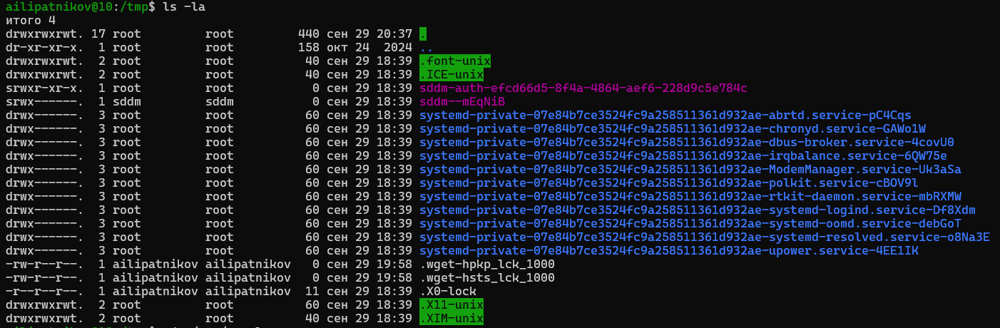 ailipatnikov@10:/tmp$ ls -la
итого 4
drwxrwxrwt. 17 root root 440 сен 29 20:37 .
dr-xr-xr-x. 1 root root 158 окт 24 2024 ..
drwxrwxrwt. 2 root root 40 сен 29 18:39 .font-unix
drwxrwxrwt. 2 root root 40 сен 29 18:39 .ICE-unix
srwxr-xr-x. 1 root root 0 сен 29 18:39 sddm-auth-efcd66d5-8f4a-4864-aef6-228d9c5e784c
srwx------. 1 sddm sddm 0 сен 29 18:39 sddm--mEqNiB
drwx------. 3 root root 60 сен 29 18:39 systemd-private-07e84b7ce3524fc9a258511361d932ae-abrtd.service-pC4Cqs
drwx------. 3 root root 60 сен 29 18:39 systemd-private-07e84b7ce3524fc9a258511361d932ae-chronyd.service-GAWo1W
drwx------. 3 root root 60 сен 29 18:39 systemd-private-07e84b7ce3524fc9a258511361d932ae-dbus-broker.service-4covU0
drwx------. 3 root root 60 сен 29 18:39 systemd-private-07e84b7ce3524fc9a258511361d932ae-irqbalance.service-6QW75e
drwx------. 3 root root 60 сен 29 18:39 systemd-private-07e84b7ce3524fc9a258511361d932ae-ModemManager.service-Uk3aSa
drwx------. 3 root root 60 сен 29 18:39 systemd-private-07e84b7ce3524fc9a258511361d932ae-polkit.service-cBOV9l
drwx------. 3 root root 60 сен 29 18:39 systemd-private-07e84b7ce3524fc9a258511361d932ae-rtkit-daemon.service-mbRXMW
drwx------. 3 root root 60 сен 29 18:39 systemd-private-07e84b7ce3524fc9a258511361d932ae-systemd-logind.service-Df8Xdm
drwx------. 3 root root 60 сен 29 18:39 systemd-private-07e84b7ce3524fc9a258511361d932ae-systemd-oomd.service-debGoT
drwx------. 3 root root 60 сен 29 18:39 systemd-private-07e84b7ce3524fc9a258511361d932ae-systemd-resolved.service-o8Na3E
drwx------. 3 root root 60 сен 29 18:39 systemd-private-07e84b7ce3524fc9a258511361d932ae-upower.service-4EE1IK
-rw-r--r--. 1 ailipatnikov ailipatnikov 0 сен 29 19:58 .wget-hpkp_lck_1000
-rw-r--r--. 1 ailipatnikov ailipatnikov 0 сен 29 19:58 .wget-hsts_lck_1000
-r--r--r--. 1 ailipatnikov ailipatnikov 11 сен 29 18:39 .X0-lock
drwxrwxrwt. 2 root root 60 сен 29 18:39 .X11-unix
drwxrwxrwt. 2 root root 40 сен 29 18:39 .XIM-unix